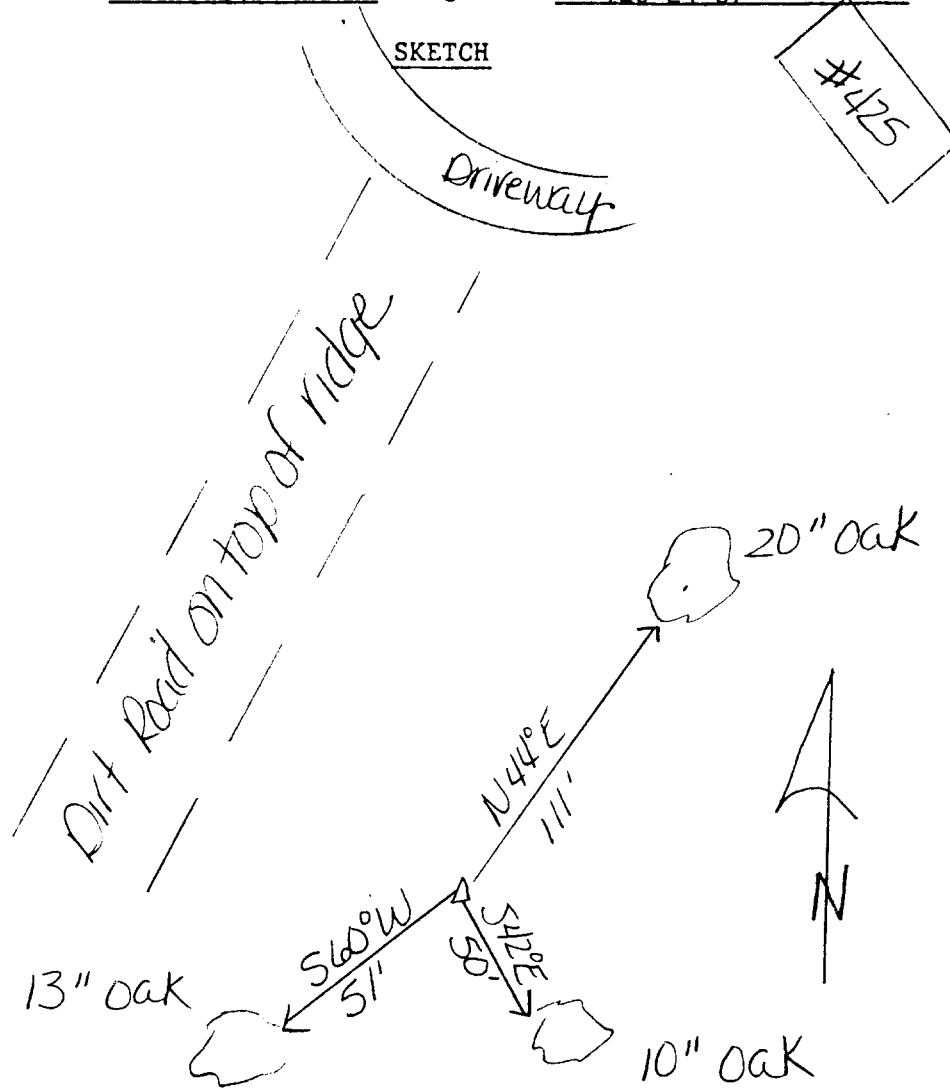 SKETCH
#425
Driveway
Dirt Road on top of ridge
20" Oak
N44°E
111'
N
S60°W
51'
S42°E
50'
13" Oak
10" Oak